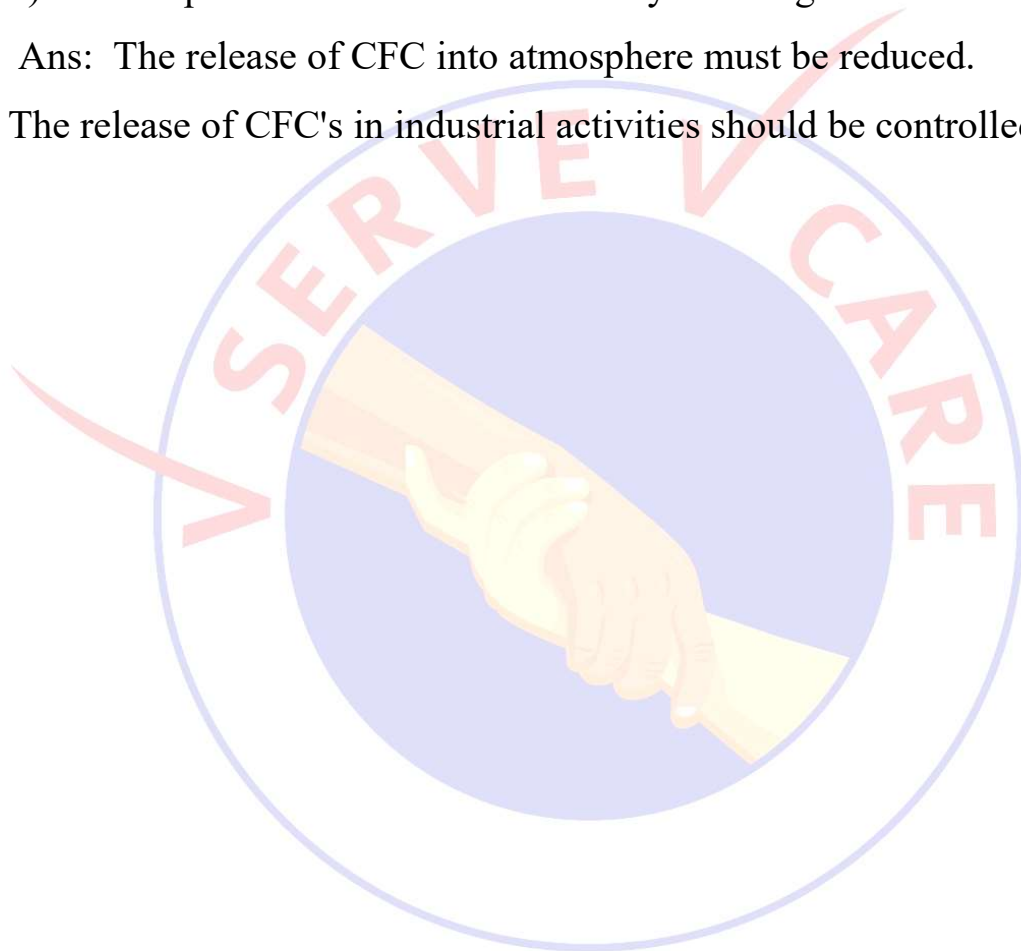 Ans: The release of CFC into atmosphere must be reduced.
The release of CFC's in industrial activities should be controlled
V SERVE V CARE